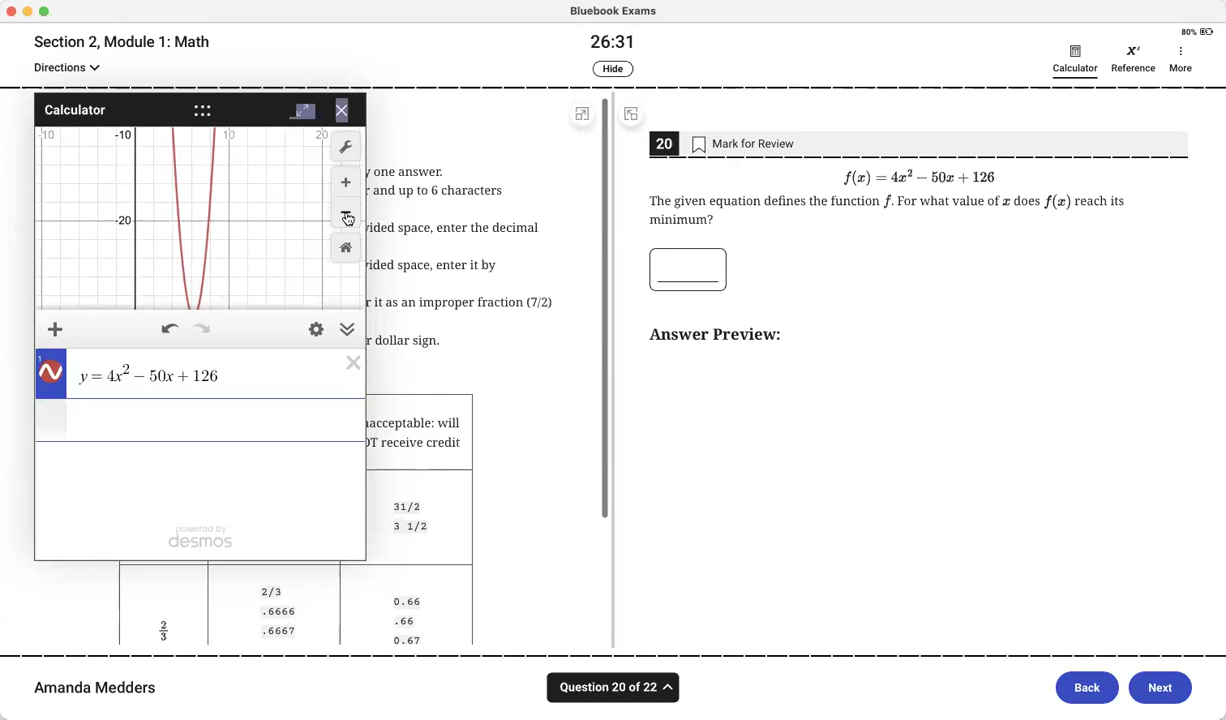 Bluebook Exams
Section 2, Module 1: Math
Directions
26:31
Hide
80%
Calculator
Reference
More
Calculator
-10
-10
10
20
-20
y = 4x² − 50x + 126
1
powered by
desmos
y one answer.
r and up to 6 characters
vided space, enter the decimal
vided space, enter it by
r it as an improper fraction (7/2)
r dollar sign.
nacceptable: will
OT receive credit
31/2
3 1/2
2/3
2/3
.6666
.6667
0.66
.66
0.67
20
Mark for Review
f(x) = 4x² − 50x + 126
The given equation defines the function f. For what value of x does f(x) reach its
minimum?
Answer Preview:
Amanda Medders
Question 20 of 22
Back
Next